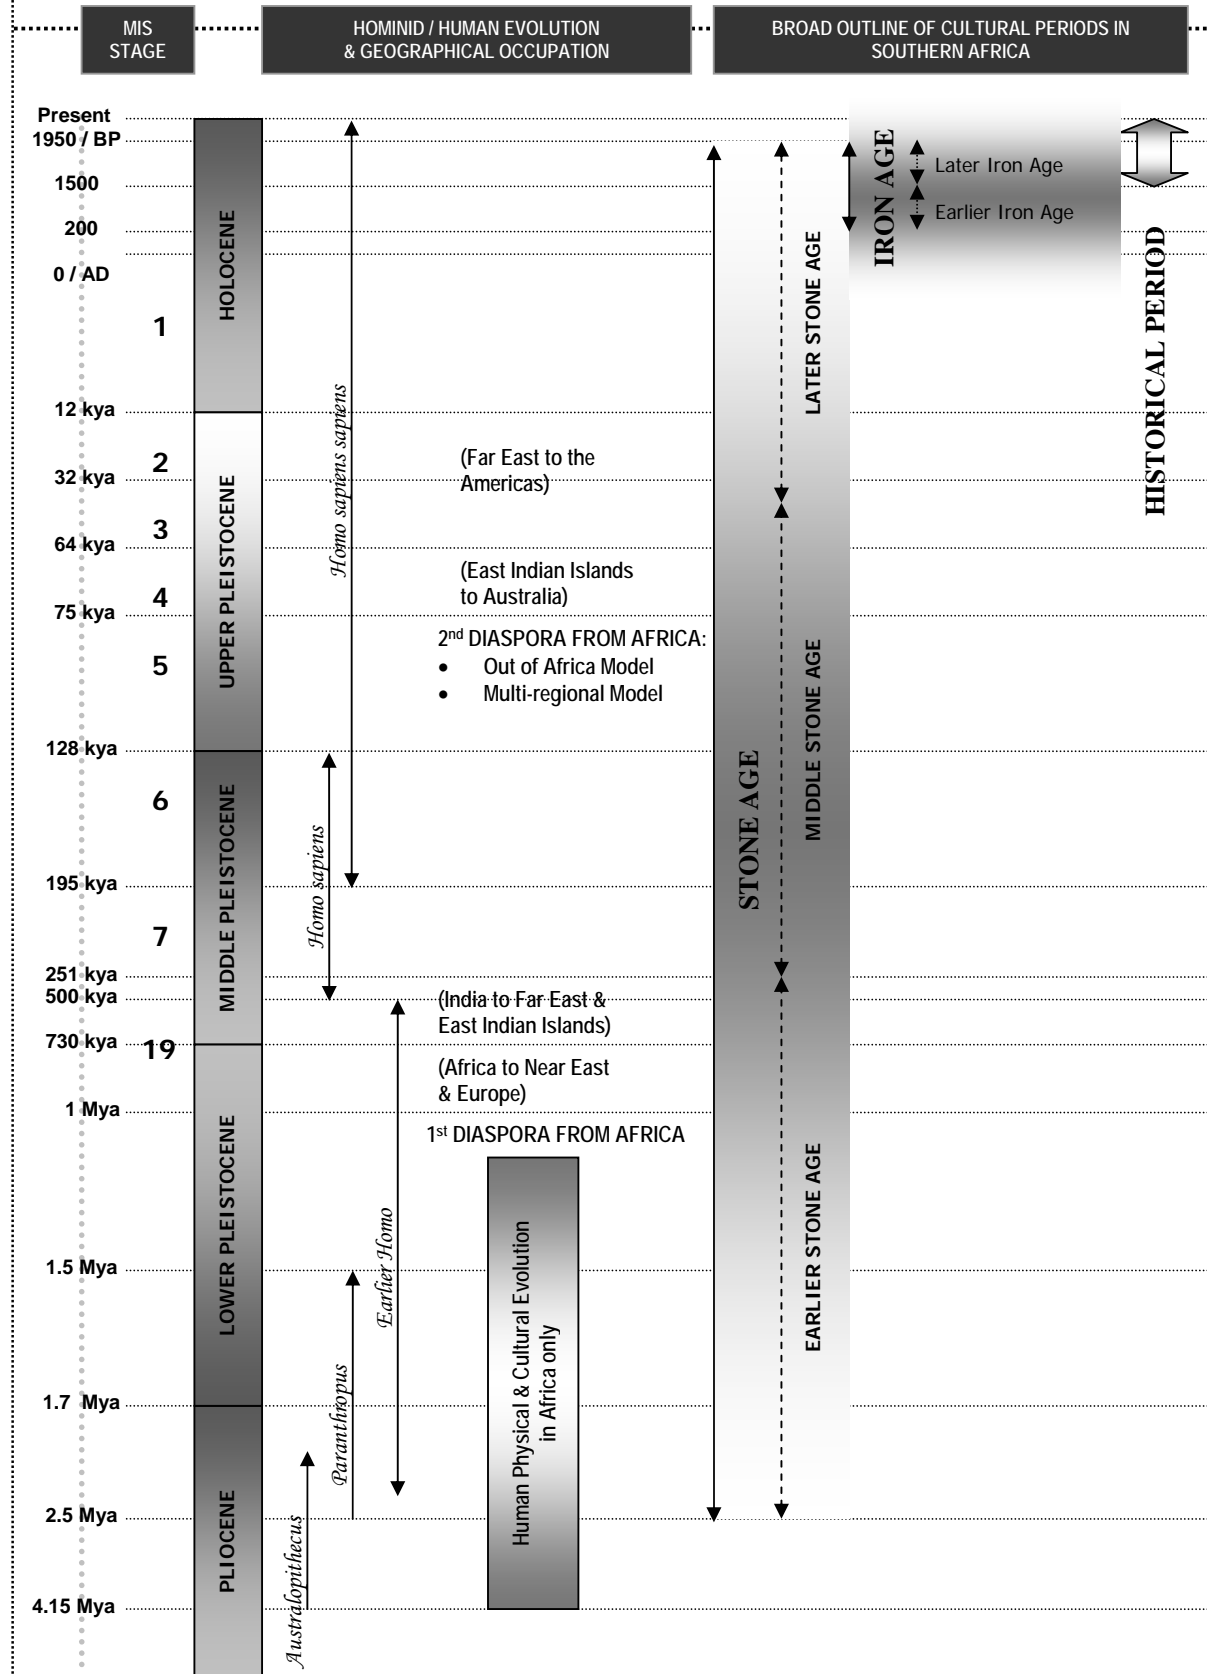 MIS
STAGE
HOMINID / HUMAN EVOLUTION
& GEOGRAPHICAL OCCUPATION
BROAD OUTLINE OF CULTURAL PERIODS IN
SOUTHERN AFRICA
Present
1950 / BP
1500
200
0 / AD
1
12 kya
2
32 kya
3
64 kya
4
75 kya
5
128 kya
6
195 kya
7
251 kya
500 kya
730 kya
19
1 Mya
1.5 Mya
1.7 Mya
2.5 Mya
4.15 Mya
HOLOCENE
UPPER PLEISTOCENE
MIDDLE PLEISTOCENE
LOWER PLEISTOCENE
PLIOCENE
Homo sapiens sapiens
Homo sapiens
Earlier Homo
Paranthropus
Australopithecus
(Far East to the
Americas)
(East Indian Islands
to Australia)
2nd DIASPORA FROM AFRICA:
• Out of Africa Model
• Multi-regional Model
(India to Far East &
East Indian Islands)
(Africa to Near East
& Europe)
1st DIASPORA FROM AFRICA
Human Physical & Cultural Evolution
in Africa only
STONE AGE
LATER STONE AGE
MIDDLE STONE AGE
EARLIER STONE AGE
IRON AGE
Later Iron Age
Earlier Iron Age
HISTORICAL PERIOD